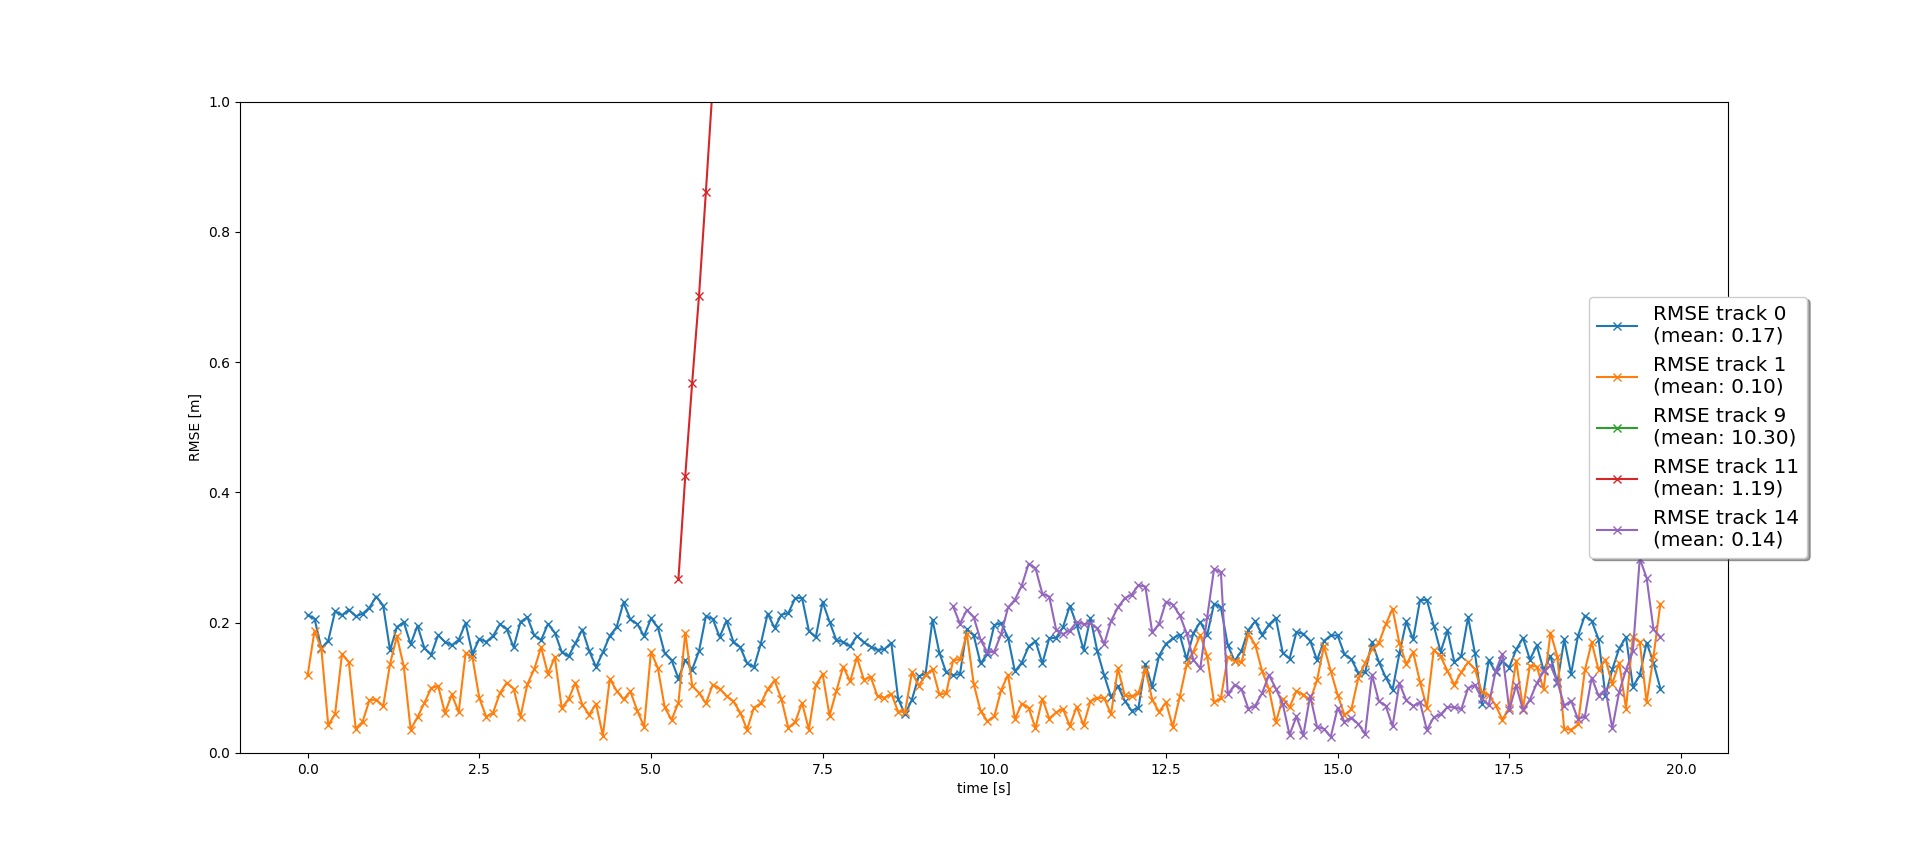 1.0
0.8
0.6
0.4
0.2
0.0
RMSE [m]
0.0 2.5 5.0 7.5 10.0 12.5 15.0 17.5 20.0
time [s]
RMSE track 0
(mean: 0.17)
RMSE track 1
(mean: 0.10)
RMSE track 9
(mean: 10.30)
RMSE track 11
(mean: 1.19)
RMSE track 14
(mean: 0.14)